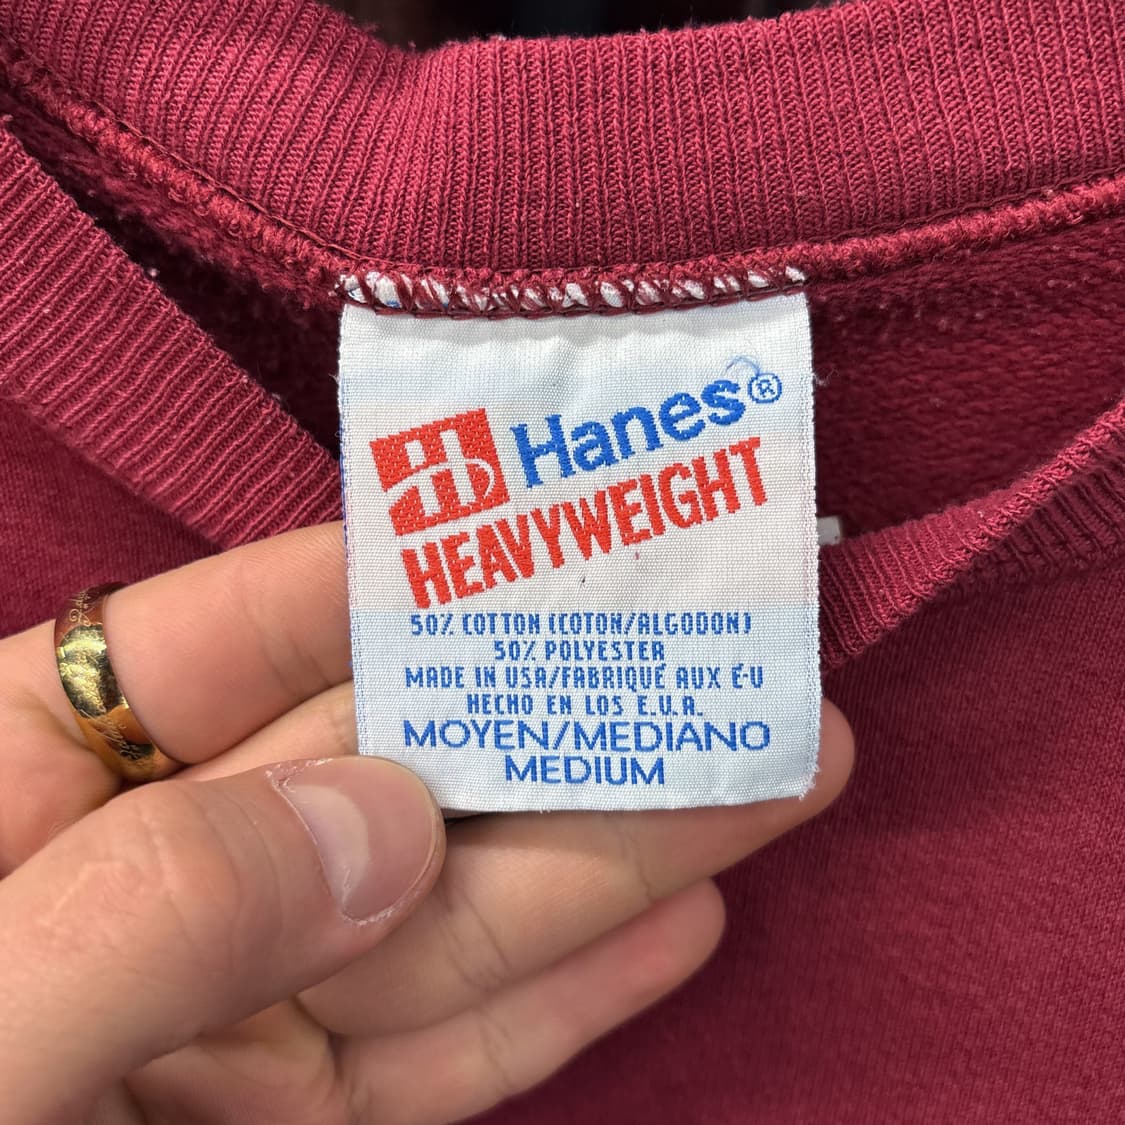 Hanes®
HEAVYWEIGHT
50% COTTON (COTON/ALGODON)
50% POLYESTER
MADE IN USA/FABRIQUÉ AUX É-U
HECHO EN LOS E.U.A.
MOYEN/MEDIANO
MEDIUM